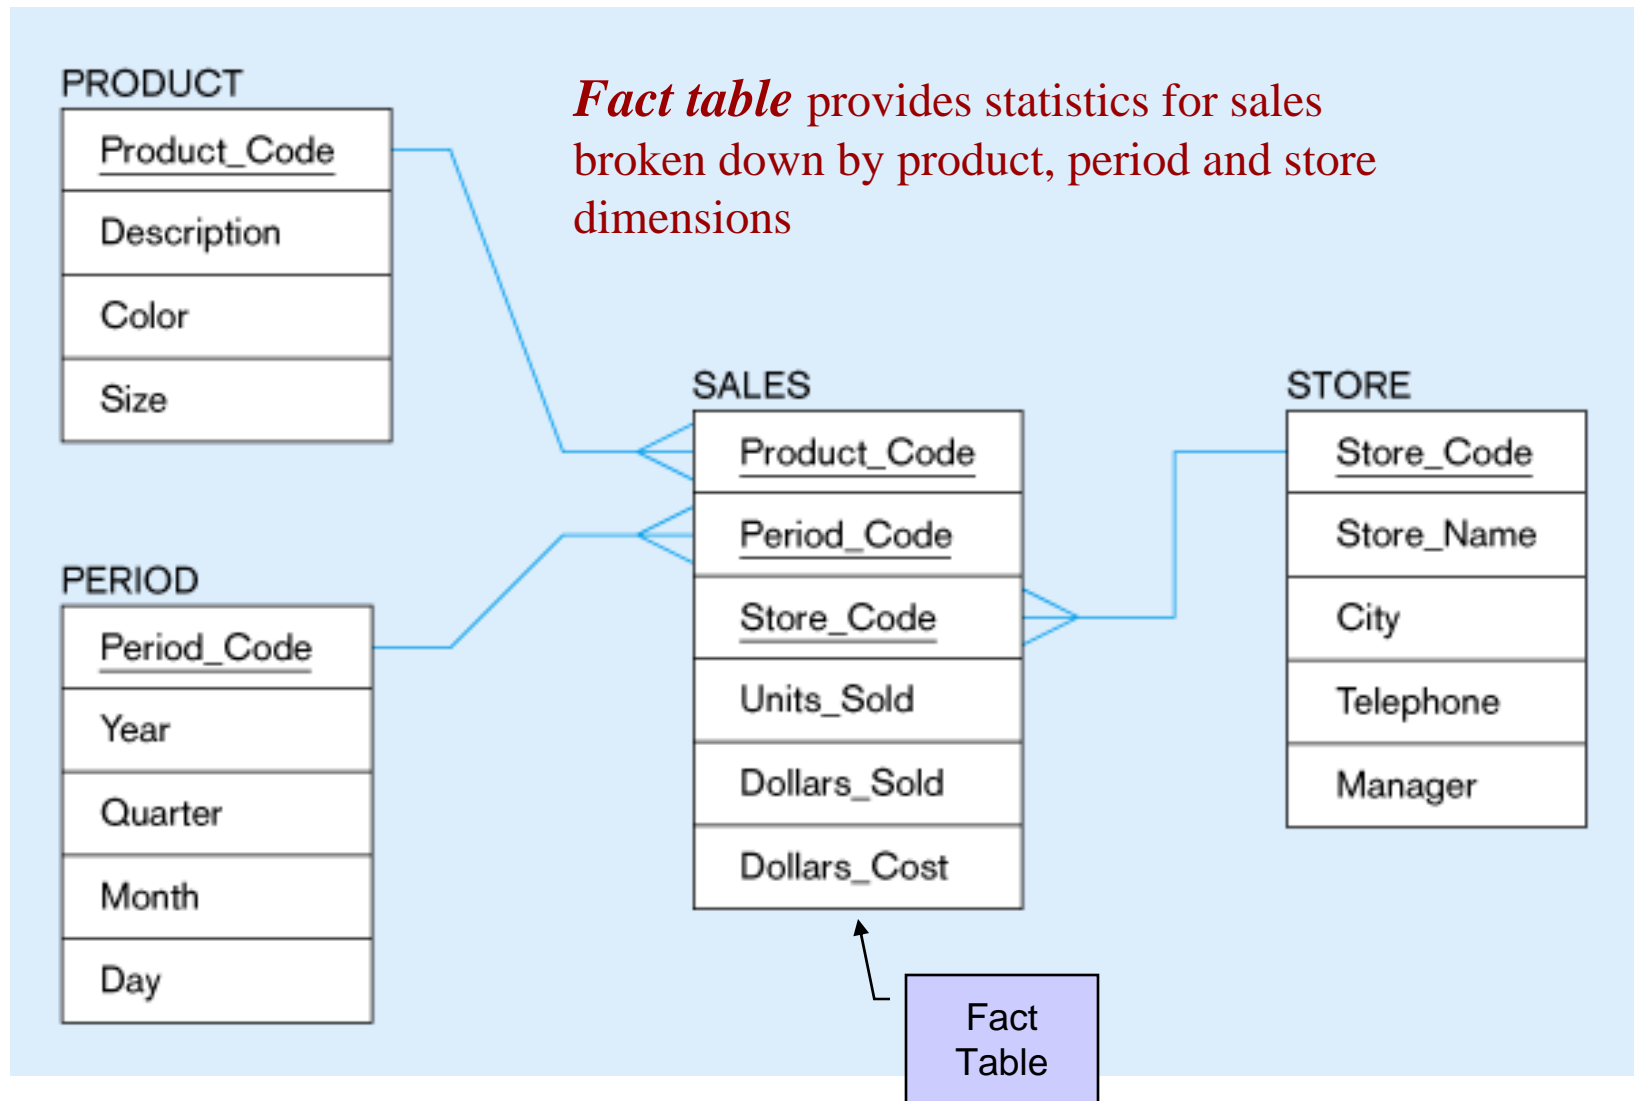 PRODUCT
Product_Code
Description
Color
Size
Fact table provides statistics for sales
broken down by product, period and store
dimensions
PERIOD
Period_Code
Year
Quarter
Month
Day
SALES
Product_Code
Period_Code
Store_Code
Units_Sold
Dollars_Sold
Dollars_Cost
STORE
Store_Code
Store_Name
City
Telephone
Manager
Fact
Table